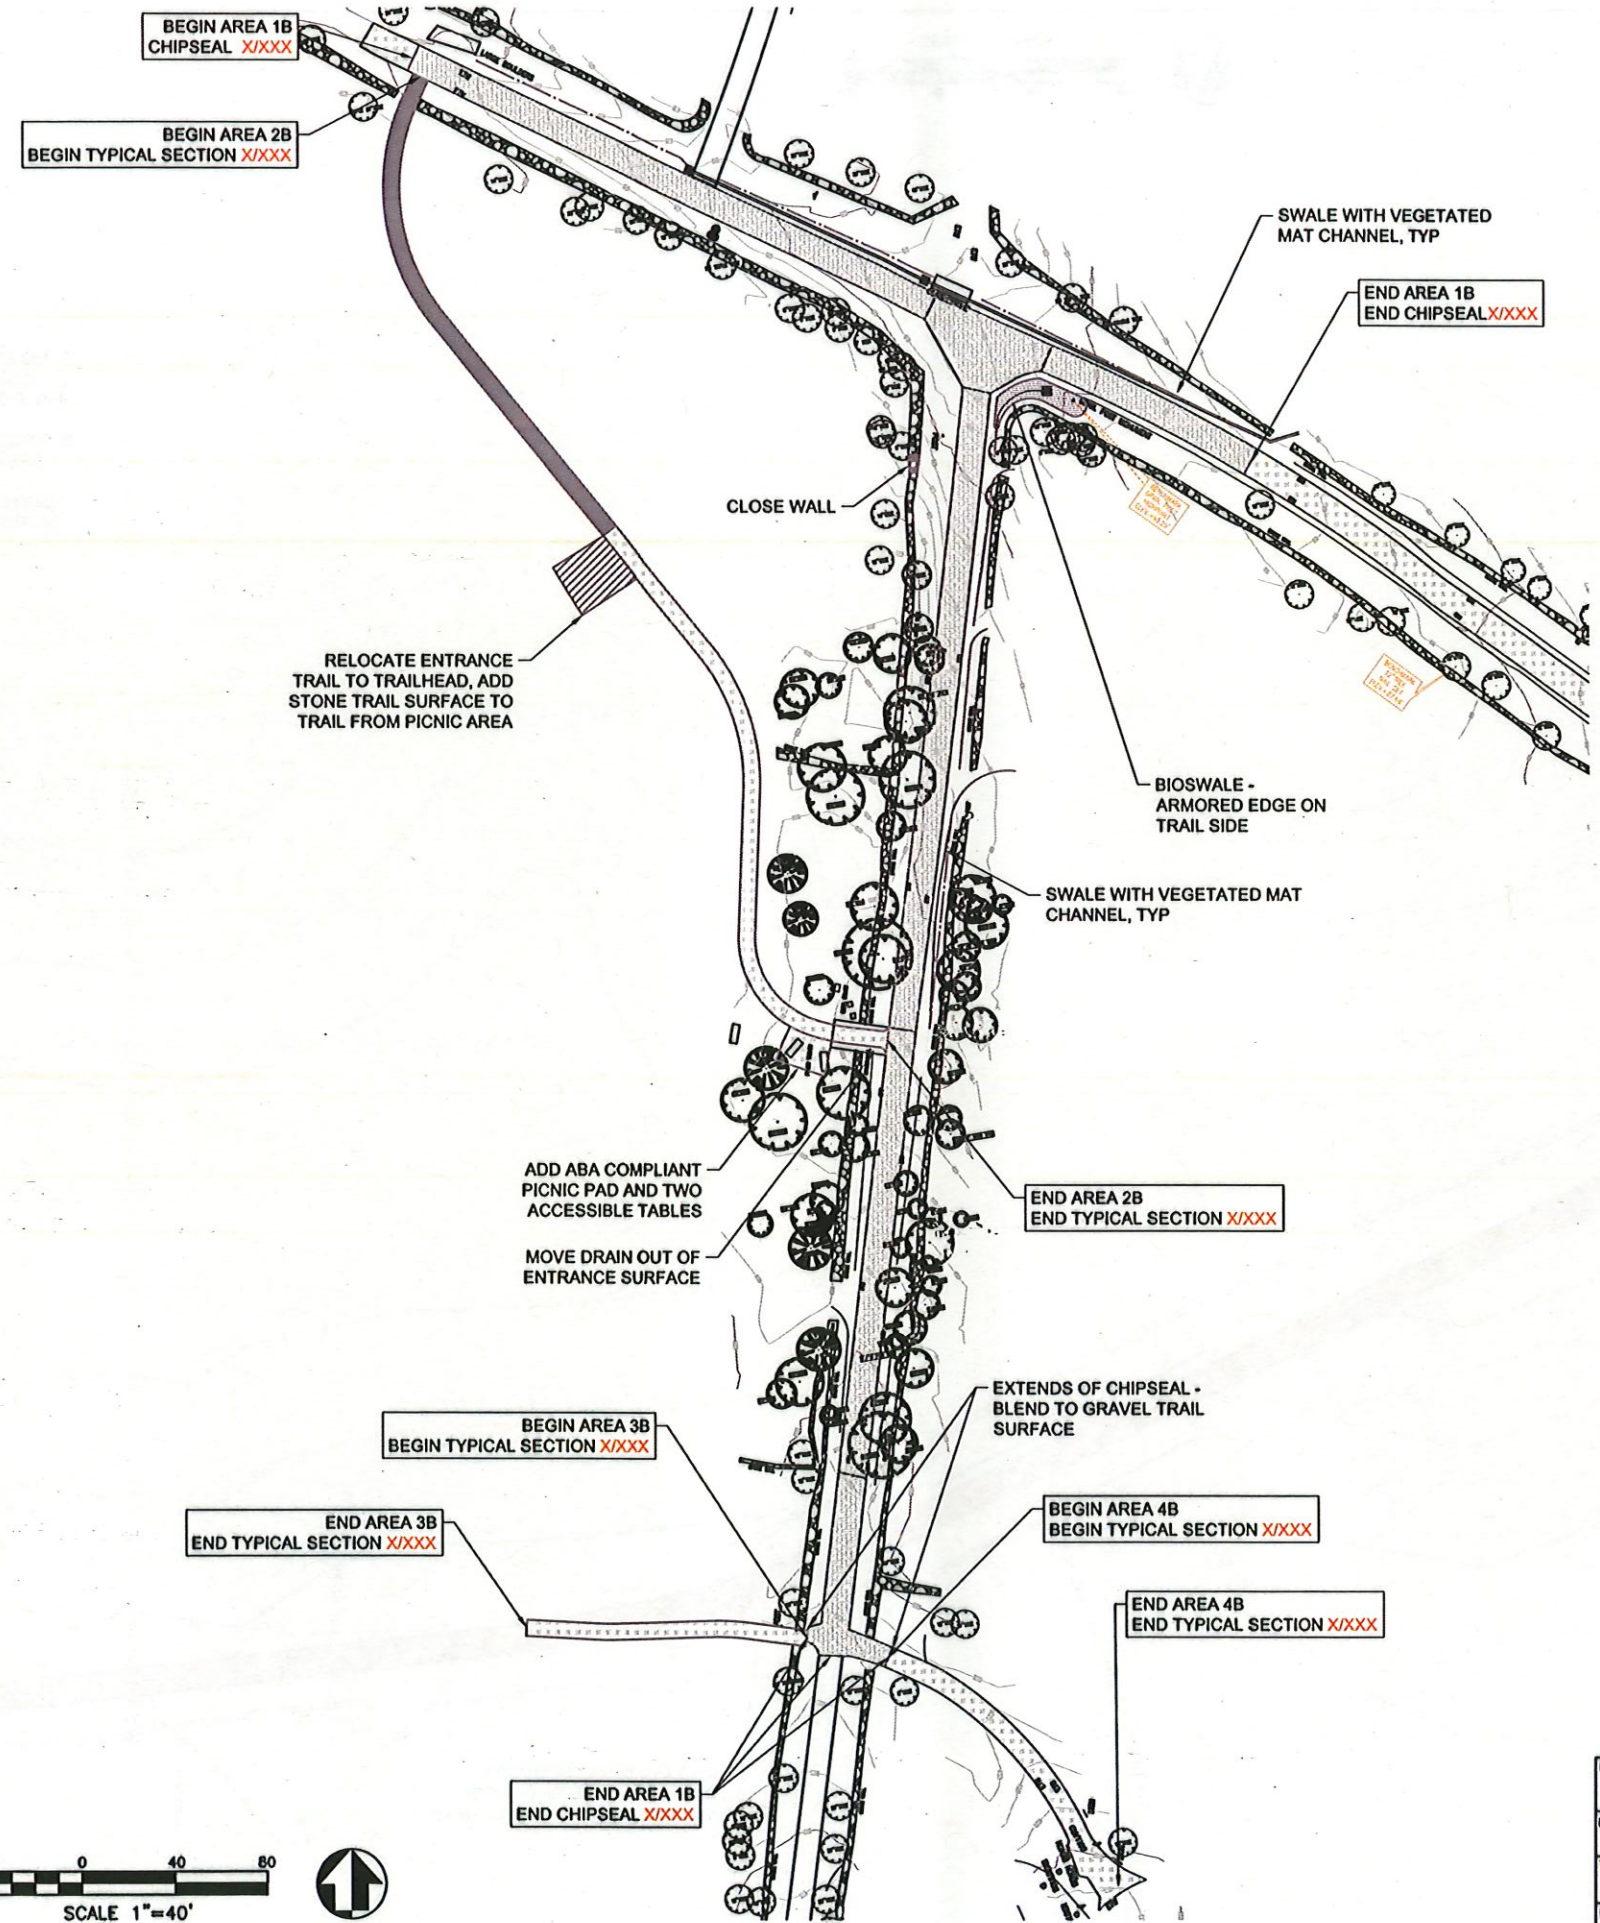 BEGIN AREA 1B
CHIPSEAL X/XXX
BEGIN AREA 2B
BEGIN TYPICAL SECTION X/XXX
SWALE WITH VEGETATED
MAT CHANNEL, TYP
END AREA 1B
END CHIPSEAL X/XXX
CLOSE WALL
RELOCATE ENTRANCE
TRAIL TO TRAILHEAD, ADD
STONE TRAIL SURFACE TO
TRAIL FROM PICNIC AREA
BIOSWALE -
ARMORED EDGE ON
TRAIL SIDE
SWALE WITH VEGETATED MAT
CHANNEL, TYP
ADD ABA COMPLIANT
PICNIC PAD AND TWO
ACCESSIBLE TABLES
END AREA 2B
END TYPICAL SECTION X/XXX
MOVE DRAIN OUT OF
ENTRANCE SURFACE
EXTENDS OF CHIPSEAL -
BLEND TO GRAVEL TRAIL
SURFACE
BEGIN AREA 3B
BEGIN TYPICAL SECTION X/XXX
BEGIN AREA 4B
BEGIN TYPICAL SECTION X/XXX
END AREA 3B
END TYPICAL SECTION X/XXX
END AREA 4B
END TYPICAL SECTION X/XXX
END AREA 1B
END CHIPSEAL X/XXX
0 40 80
SCALE 1"=40'